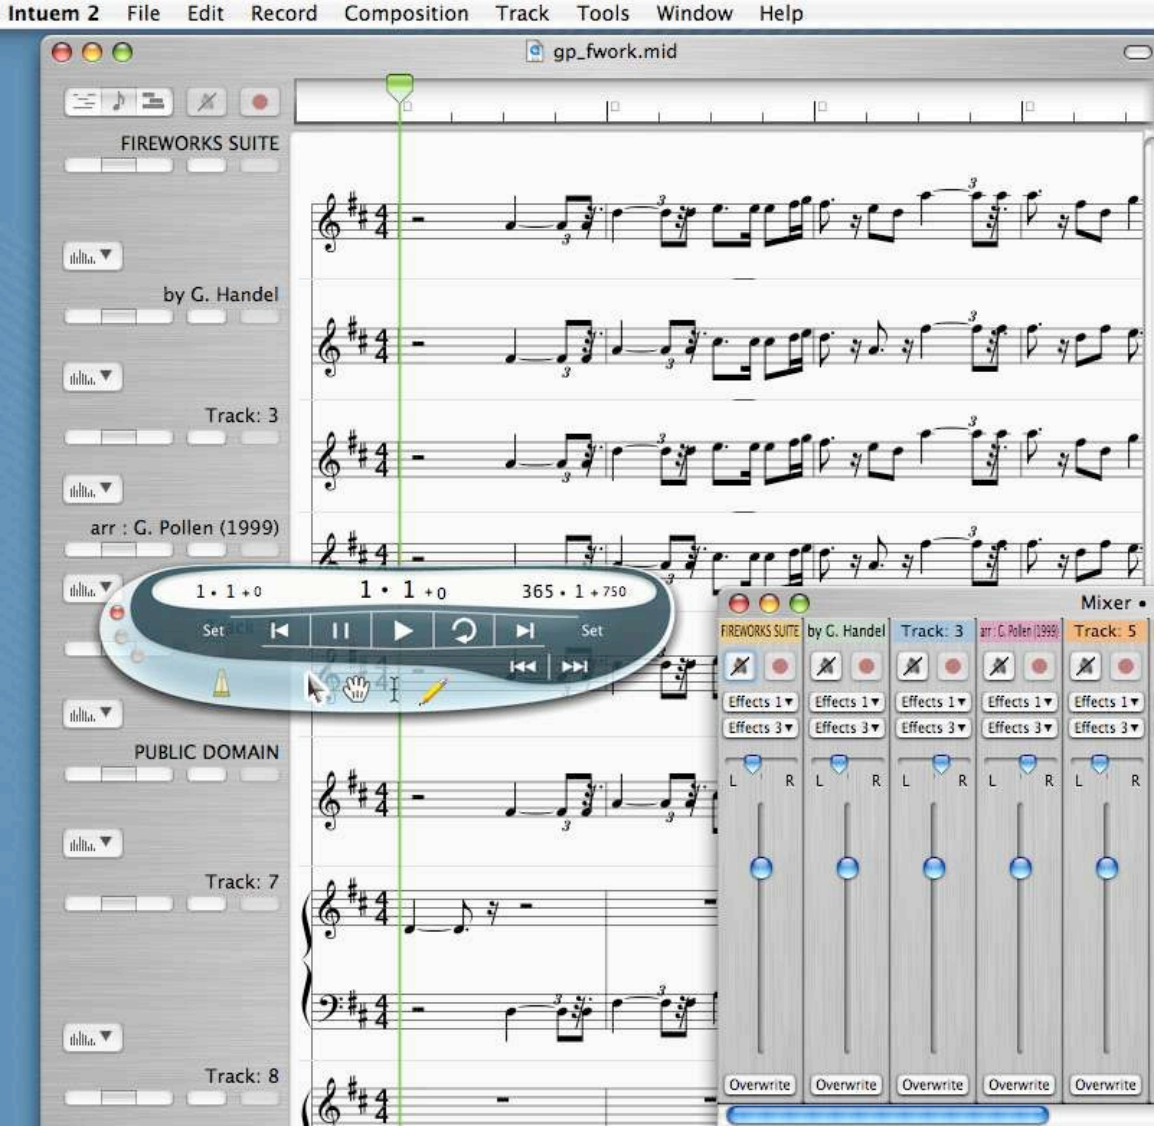 Intuem 2 File Edit Record Composition Track Tools Window Help
gp_fwork.mid
FIREWORKS SUITE
by G. Handel
Track: 3
arr : G. Pollen (1999)
1 • 1 +0 1 • 1 +0 365 • 1 +750
Set Set
PUBLIC DOMAIN
Track: 7
Track: 8
Mixer •
FIREWORKS SUITE by G. Handel Track: 3 arr : G. Pollen (1999) Track: 5
Effects 1 Effects 1 Effects 1 Effects 1 Effects 1
Effects 3 Effects 3 Effects 3 Effects 3 Effects 3
L R L R L R L R L R
Overwrite Overwrite Overwrite Overwrite Overwrite